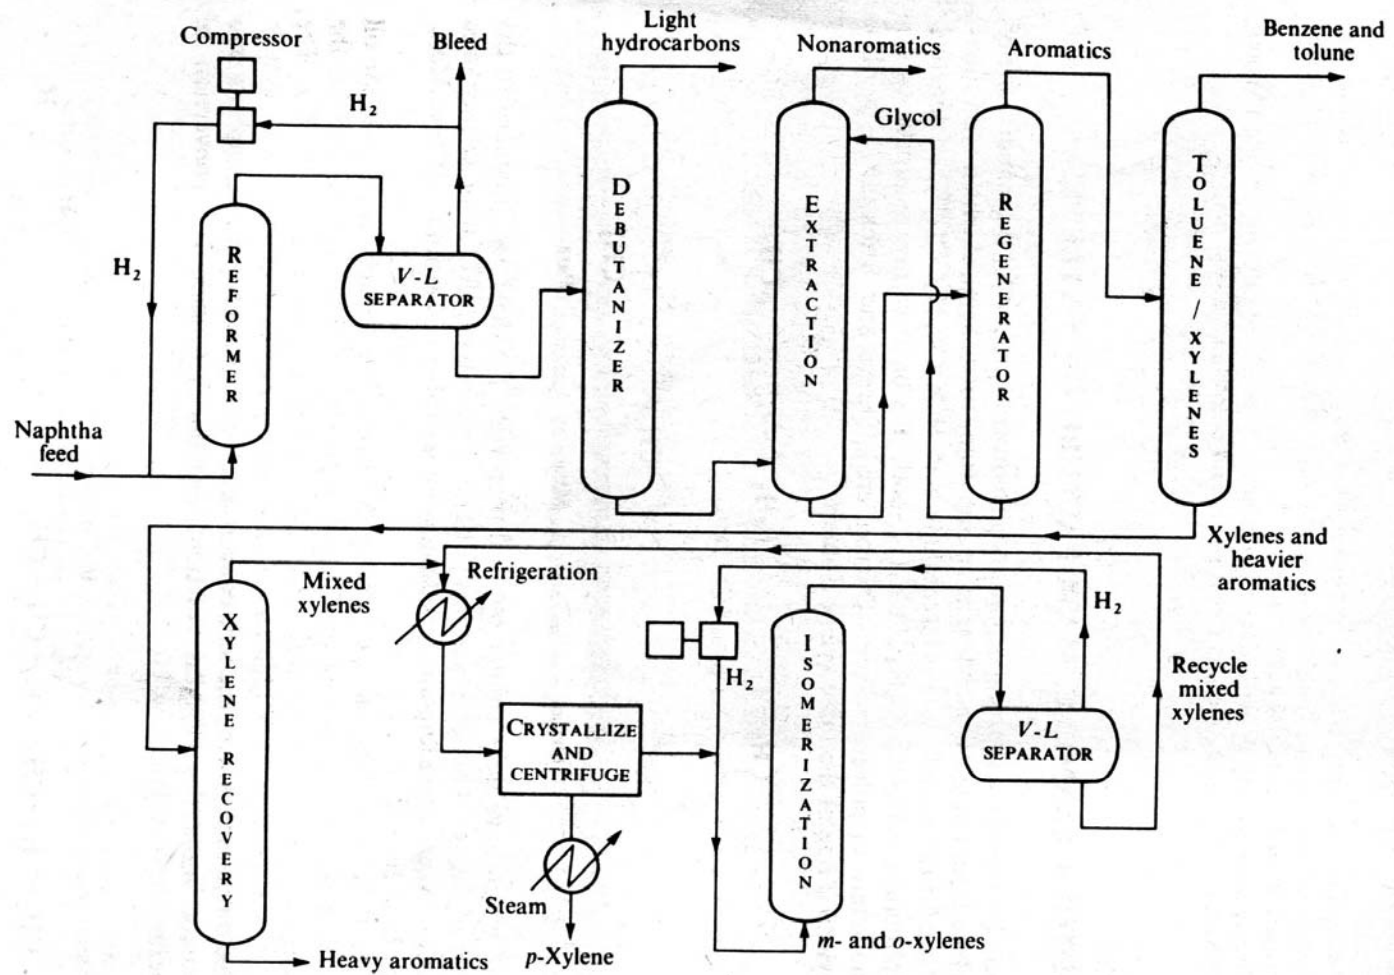 Compressor
Bleed
Light
hydrocarbons
Nonaromatics
Aromatics
Benzene and
tolune
H2
Glycol
H2
REFORMER
V-L
SEPARATOR
DEBUTANIZER
EXTRACTION
REGENERATOR
TOLUENE / XYLENES
Naphtha
feed
Xylenes and
heavier
aromatics
Mixed
xylenes
Refrigeration
H2
XYLENE RECOVERY
H2
ISOMERIZATION
Recycle
mixed
xylenes
CRYSTALLIZE
AND
CENTRIFUGE
V-L
SEPARATOR
Steam
m- and o-xylenes
p-Xylene
Heavy aromatics